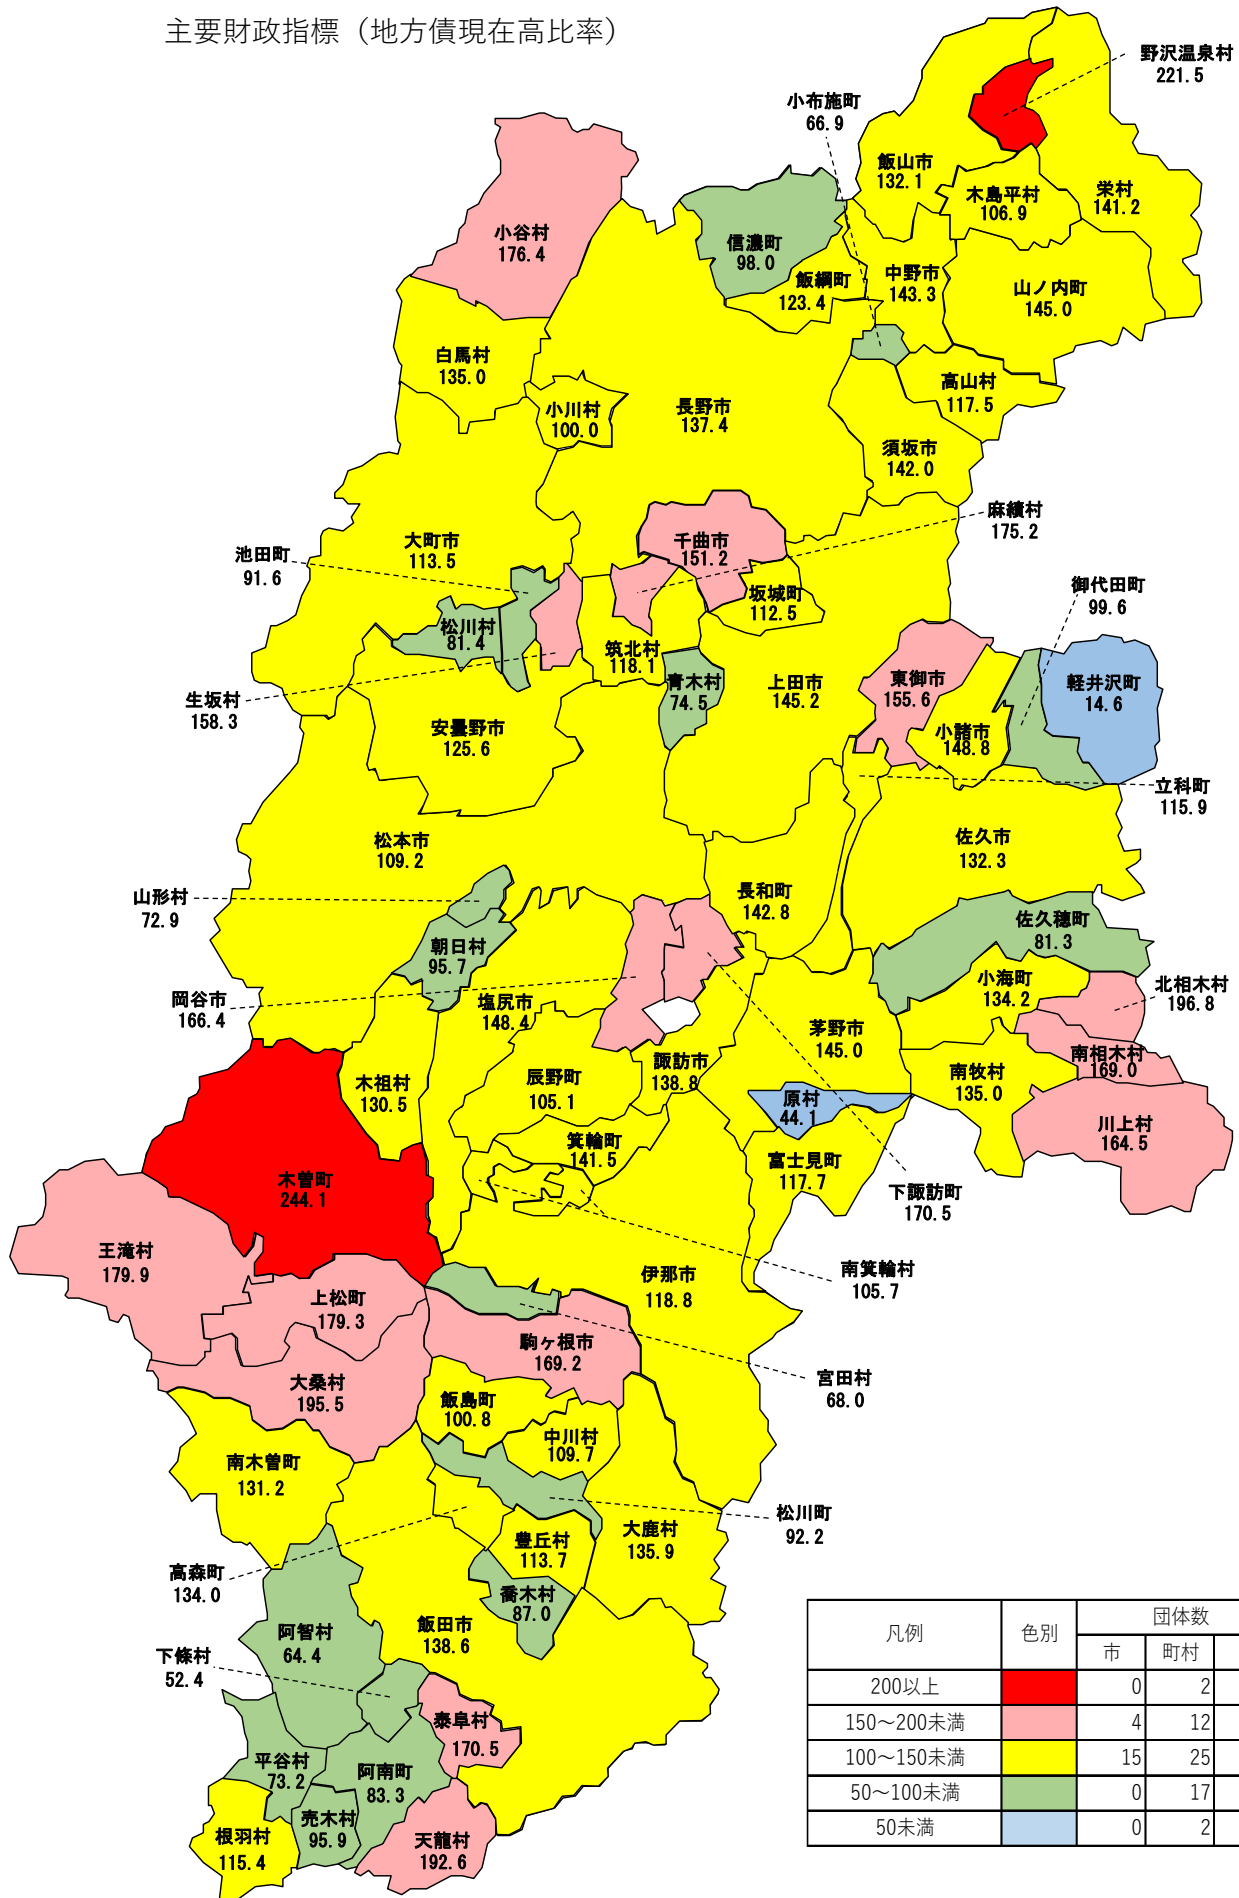 主要財政指標（地方債現在高比率）
野沢温泉村
221.5
小布施町
66.9
飯山市
132.1
木島平村
106.9
栄村
141.2
小谷村
176.4
信濃町
98.0
飯綱町
123.4
中野市
143.3
山ノ内町
145.0
白馬村
135.0
小川村
100.0
長野市
137.4
高山村
117.5
須坂市
142.0
麻績村
175.2
大町市
113.5
池田町
91.6
千曲市
151.2
坂城町
112.5
御代田町
99.6
松川村
81.4
筑北村
118.1
青木村
74.5
上田市
145.2
東御市
155.6
軽井沢町
14.6
生坂村
158.3
安曇野市
125.6
小諸市
148.8
立科町
115.9
松本市
109.2
佐久市
132.3
山形村
72.9
長和町
142.8
朝日村
95.7
佐久穂町
81.3
岡谷市
166.4
塩尻市
148.4
小海町
134.2
北相木村
196.8
茅野市
145.0
諏訪市
138.8
南相木村
169.0
木祖村
130.5
辰野町
105.1
南牧村
135.0
原村
44.1
川上村
164.5
箕輪町
141.5
富士見町
117.7
木曽町
244.1
下諏訪町
170.5
王滝村
179.9
南箕輪村
105.7
伊那市
118.8
上松町
179.3
駒ヶ根市
169.2
宮田村
68.0
大桑村
195.5
飯島町
100.8
中川村
109.7
南木曽町
131.2
松川町
92.2
大鹿村
135.9
豊丘村
113.7
高森町
134.0
喬木村
87.0
飯田市
138.6
阿智村
64.4
下條村
52.4
泰阜村
170.5
平谷村
73.2
阿南町
83.3
売木村
95.9
根羽村
115.4
天龍村
192.6
凡例 色別 団体数
市 町村
200以上 0 2
150～200未満 4 12
100～150未満 15 25
50～100未満 0 17
50未満 0 2